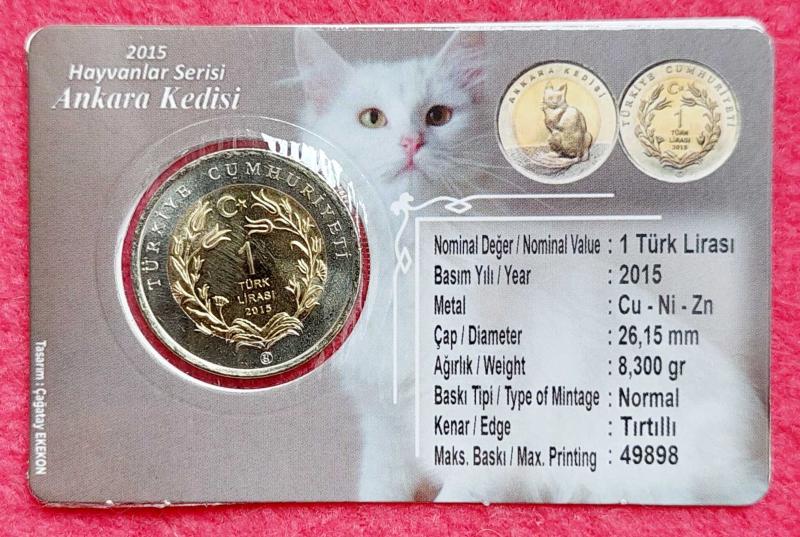 2015
Hayvanlar Serisi
Ankara Kedisi
TÜRKİYE CUMHURİYETİ
1
TÜRK
LİRASI
2015
ANKARA KEDİSİ
TÜRKİYE CUMHURİYETİ
1
TÜRK
LİRASI
2015
Nominal Değer / Nominal Value : 1 Türk Lirası
Basım Yılı / Year : 2015
Metal : Cu - Ni - Zn
Çap / Diameter : 26,15 mm
Ağırlık / Weight : 8,300 gr
Baskı Tipi / Type of Mintage : Normal
Kenar / Edge : Tırtıllı
Maks. Baskı / Max. Printing : 49898
Tasarım : Çağatay EKEKON